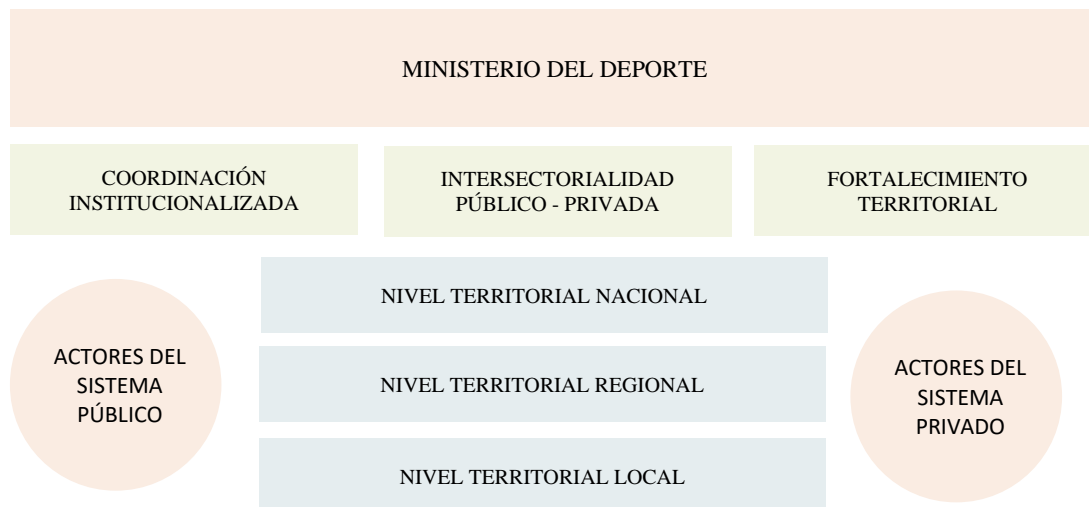 MINISTERIO DEL DEPORTE
COORDINACIÓN
INSTITUCIONALIZADA
INTERSECTORIALIDAD
PÚBLICO - PRIVADA
FORTALECIMIENTO
TERRITORIAL
ACTORES DEL
SISTEMA
PÚBLICO
NIVEL TERRITORIAL NACIONAL
NIVEL TERRITORIAL REGIONAL
NIVEL TERRITORIAL LOCAL
ACTORES DEL
SISTEMA
PRIVADO